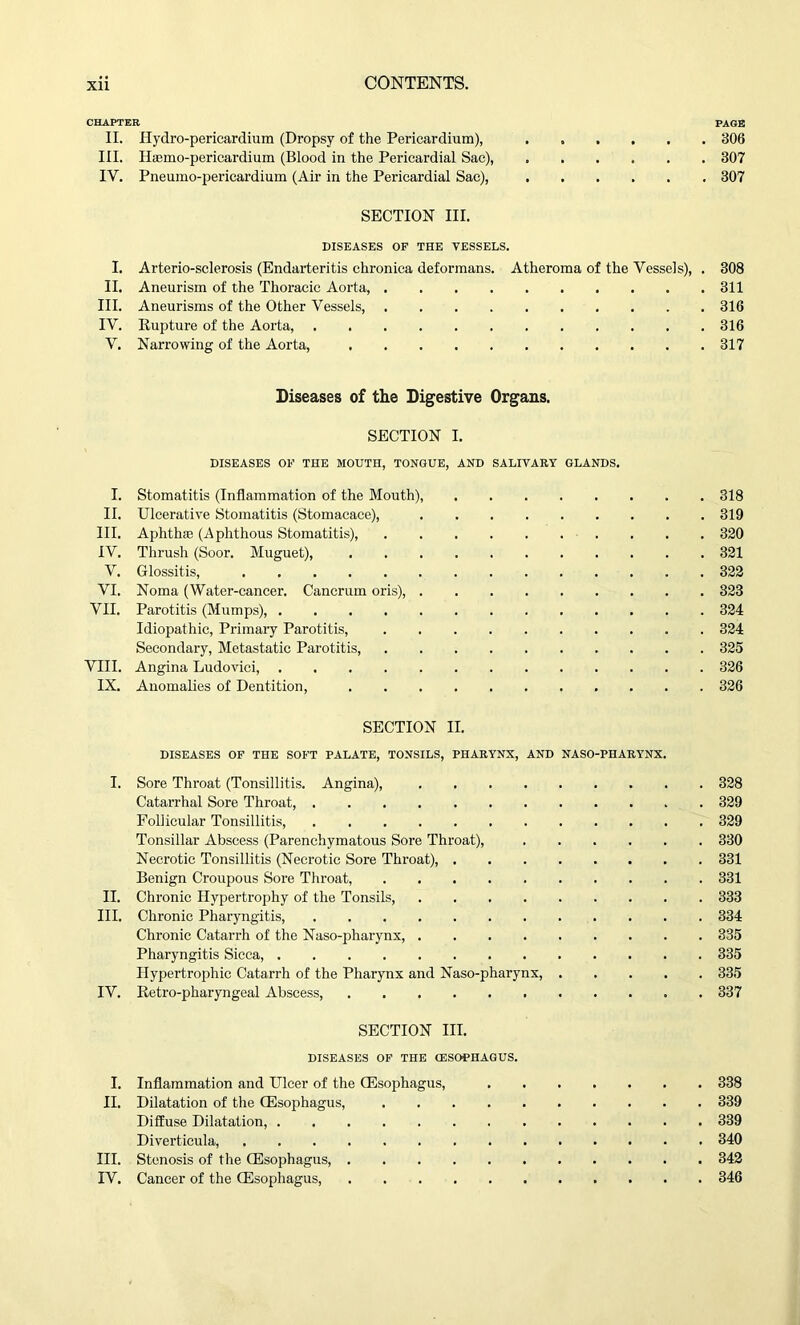 xii CONTENTS.
CHAPTER PAGE
II. Hydro-pericardium (Dropsy of the Pericardium), . . . . . . 306
III. Hæmo-pericardium (Blood in the Pericardial Sac), . . . . . . 307
IV. Pneumo-pericardium (Air in the Pericardial Sac), . . . . . . 307
SECTION III.
DISEASES OF THE VESSELS.
I. Arterio-sclerosis (Endarteritis chronica deformans. Atheroma of the Vessels), . 308
II. Aneurism of the Thoracic Aorta, . . . . . . . . . . 311
III. Aneurisms of the Other Vessels, . . . . . . . . . . 316
IV. Rupture of the Aorta, . . . . . . . . . . . . 316
V. Narrowing of the Aorta, . . . . . . . . . . . 317
Diseases of the Digestive Organs.
SECTION I.
DISEASES OF THE MOUTH, TONGUE, AND SALIVARY GLANDS.
I. Stomatitis (Inflammation of the Mouth), . . . . . . . . 318
II. Ulcerative Stomatitis (Stomacace), . . . . . . . . . 319
III. Aphthæ (Aphthous Stomatitis), . . . . . . . . . . 320
IV. Thrush (Soor. Muguet), . . . . . . . . . . . 321
V. Glossitis, . . . . . . . . . . . . . . 322
VI. Noma (Water-cancer. Cancrum oris), . . . . . . . . . 323
VII. Parotitis (Mumps), . . . . . . . . . . . . . 324
Idiopathic, Primary Parotitis, . . . . . . . . . . 324
Secondary, Metastatic Parotitis, . . . . . . . . . . 325
VIII. Angina Ludovici, . . . . . . . . . . . . . 326
IX. Anomalies of Dentition, . . . . . . . . . . . 326
SECTION II.
DISEASES OF THE SOFT PALATE, TONSILS, PHARYNX, AND NASO-PHARYNX.
I. Sore Throat (Tonsillitis. Angina), . . . . . . . . . 328
Catarrhal Sore Throat, . . . . . . . . . . . . 329
Follicular Tonsillitis, . . . . . . . . . . . . 329
Tonsillar Abscess (Parenchymatous Sore Throat), . . . . . . 330
Necrotic Tonsillitis (Necrotic Sore Throat), . . . . . . . . 331
Benign Croupous Sore Throat, . . . . . . . . . . 331
II. Chronic Hypertrophy of the Tonsils, . . . . . . . . . 333
III. Chronic Pharyngitis, . . . . . . . . . . . . 334
Chronic Catarrh of the Naso-pharynx, . . . . . . . . . 335
Pharyngitis Sicca, . . . . . . . . . . . . . 335
Hypertrophic Catarrh of the Pharynx and Naso-pharynx, . . . . . 335
IV. Retro-pharyngeal Abscess, . . . . . . . . . . . 337
SECTION III.
DISEASES OF THE ŒSOPHAGUS.
I. Inflammation and Ulcer of the Œsophagus, . . . . . . . 338
II. Dilatation of the Œsophagus, . . . . . . . . . . 339
Diffuse Dilatation, . . . . . . . . . . . . . 339
Diverticula, . . . . . . . . . . . . . . 340
III. Stenosis of the Œsophagus, . . . . . . . . . . . 342
IV. Cancer of the Œsophagus, . . . . . . . . . . . 346